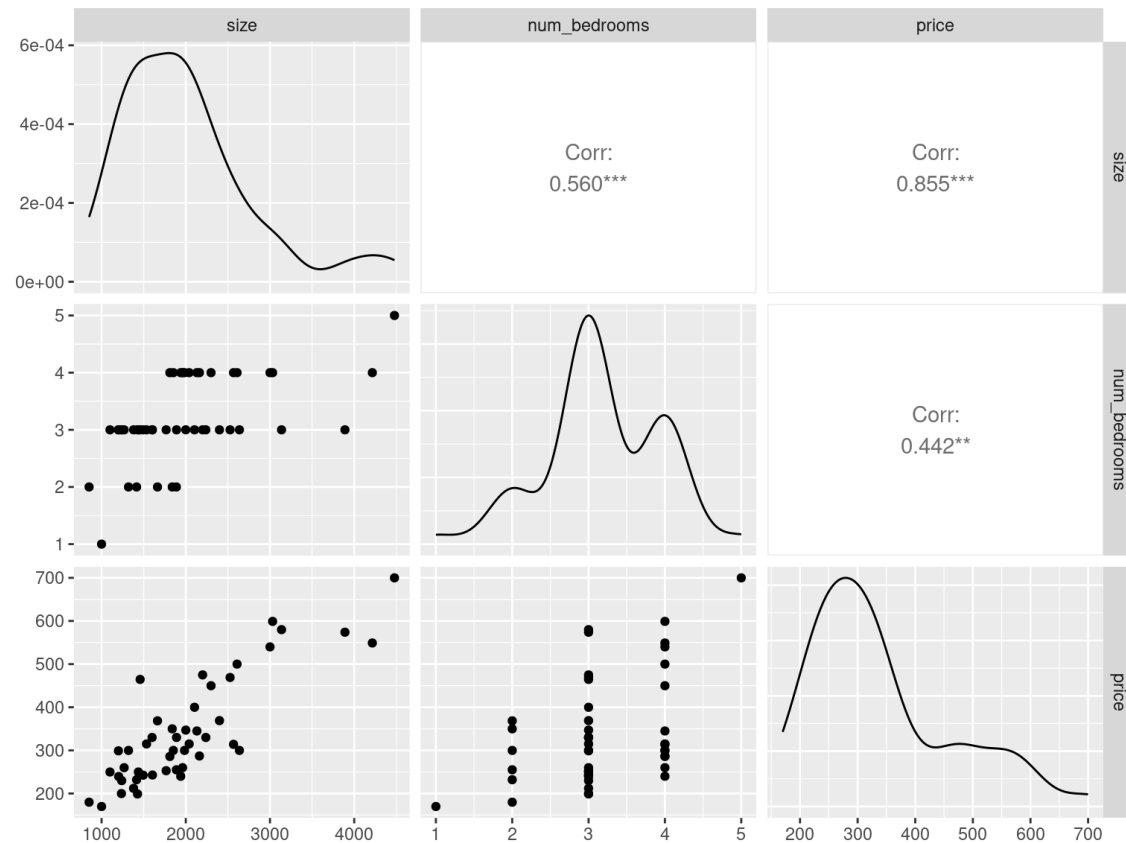 size
num_bedrooms
price
6e-04
4e-04
2e-04
0e+00
Corr:
0.560***
Corr:
0.855***
size
5
4
3
2
1
Corr:
0.442**
num_bedrooms
700
600
500
400
300
200
price
1000 2000 3000 4000
1 2 3 4 5
200 300 400 500 600 700